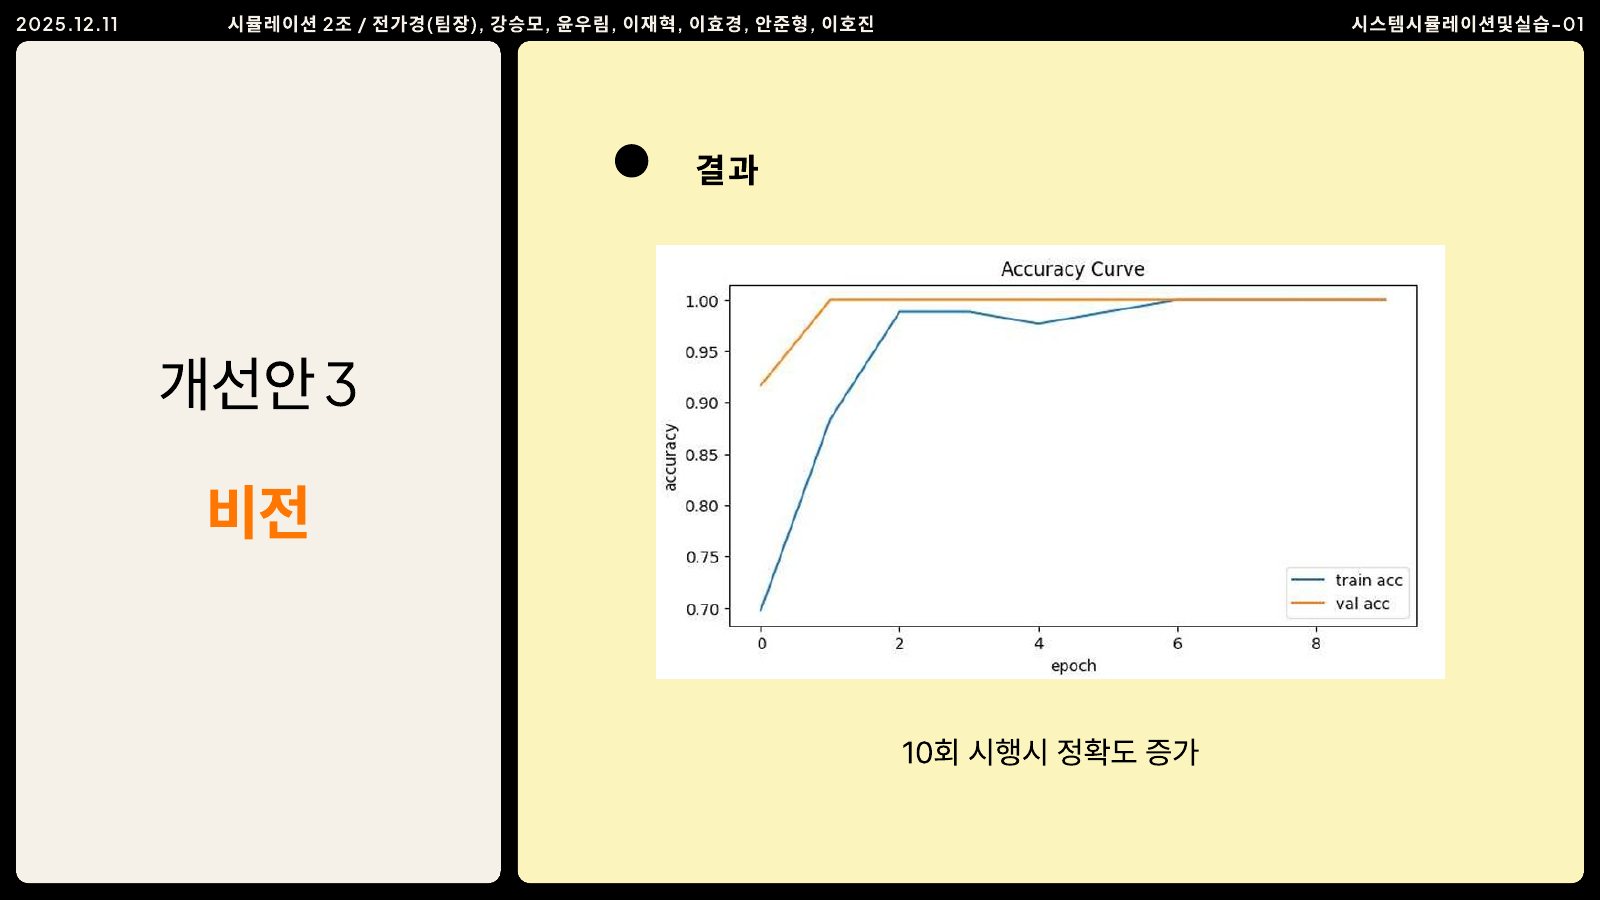 2025.12.11
시뮬레이션 2조 / 전가경(팀장), 강승모, 윤우림, 이재혁, 이효경, 안준형, 이호진
시스템시뮬레이션및실습-01
개선안 3
비전
결과
Accuracy Curve
1.00
0.95
0.90
0.85
0.80
0.75
0.70
accuracy
0 2 4 6 8
epoch
train acc
val acc
10회 시행시 정확도 증가